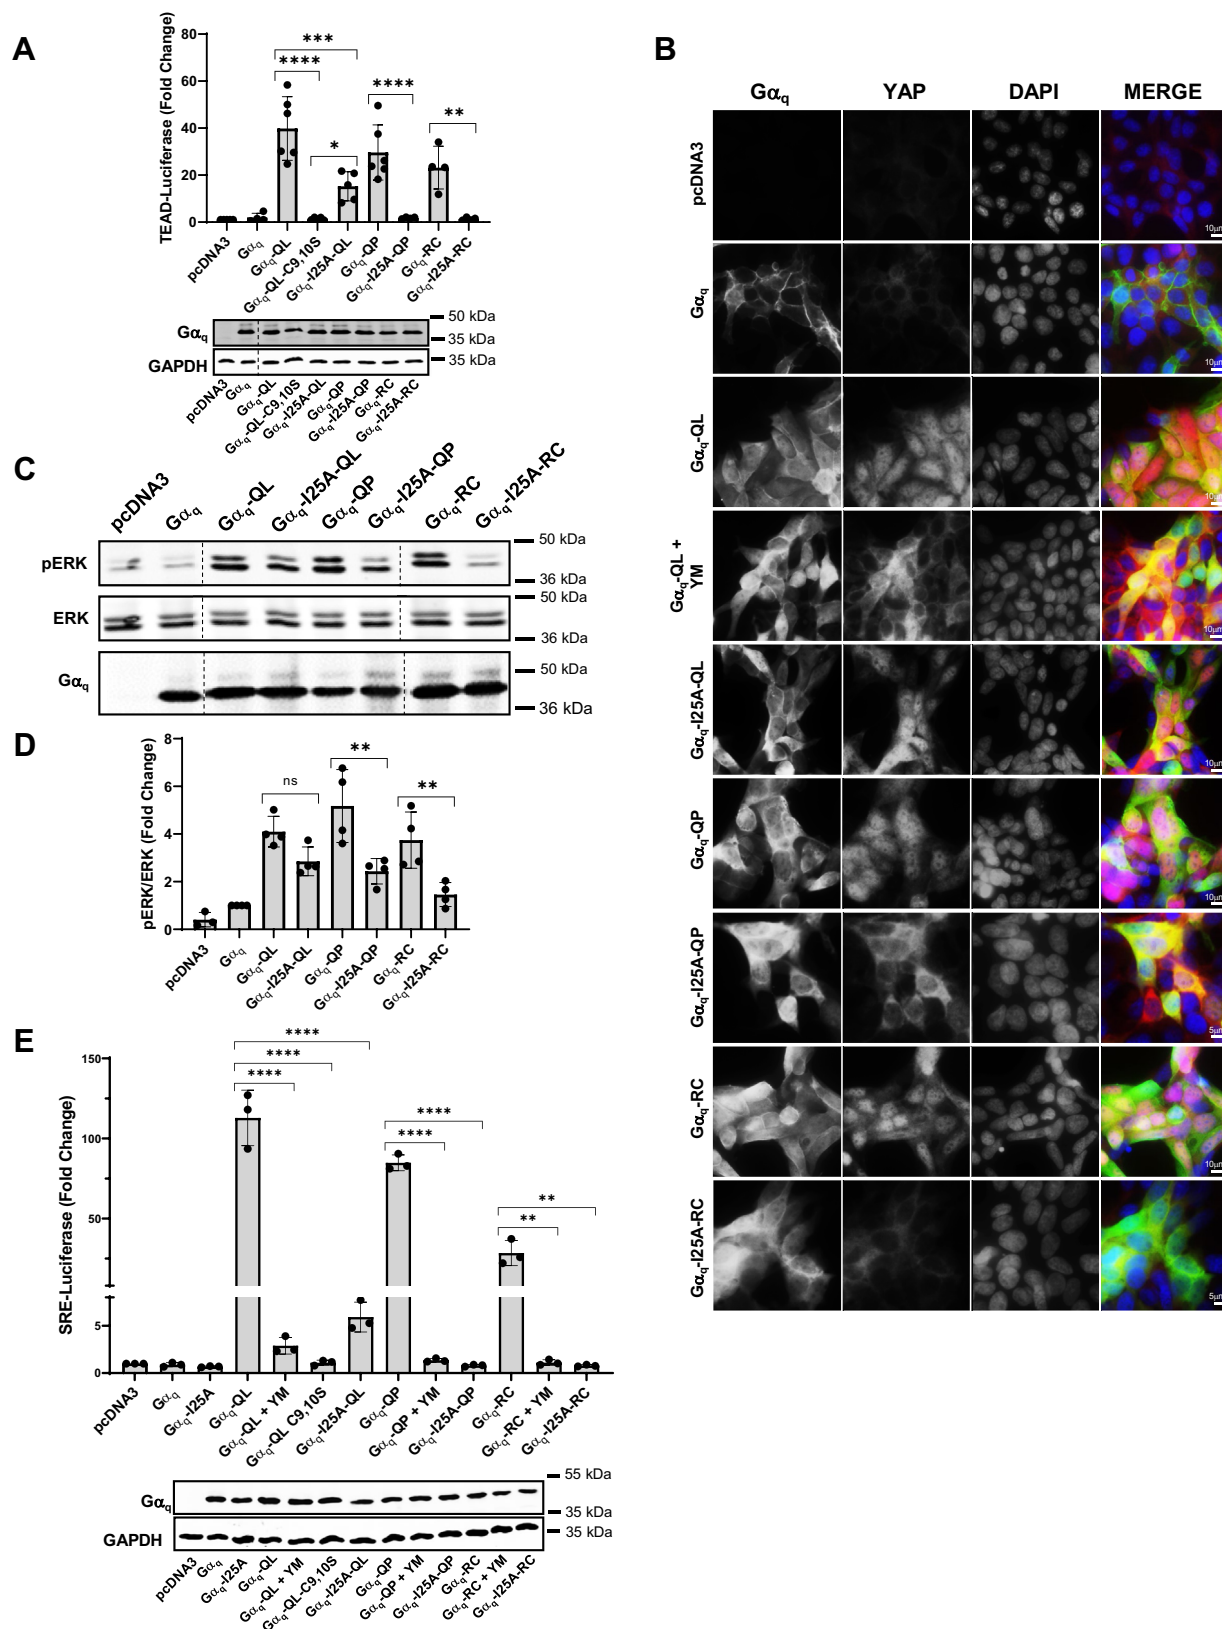 A
TEAD-Luciferase (Fold Change)
80
60
40
20
0
***
****
*
****
**
pcDNA3
Gαq
Gαq-QL
Gαq-QL-C9,10S
Gαq-I25A-QL
Gαq-QP
Gαq-I25A-QP
Gαq-RC
Gαq-I25A-RC
Gαq
50 kDa
35 kDa
GAPDH
35 kDa
pcDNA3
Gαq
Gαq-QL
Gαq-QL-C9,10S
Gαq-I25A-QL
Gαq-QP
Gαq-I25A-QP
Gαq-RC
Gαq-I25A-RC
B
Gαq YAP DAPI MERGE
pcDNA3
10μm
Gαq
10μm
Gαq-QL
10μm
Gαq-QL +
YM
10μm
Gαq-I25A-QL
10μm
Gαq-QP
10μm
Gαq-I25A-QP
5μm
Gαq-RC
10μm
Gαq-I25A-RC
5μm
C
pcDNA3
Gαq
Gαq-QL
Gαq-I25A-QL
Gαq-QP
Gαq-I25A-QP
Gαq-RC
Gαq-I25A-RC
pERK
50 kDa
36 kDa
ERK
50 kDa
36 kDa
Gαq
50 kDa
36 kDa
D
pERK/ERK (Fold Change)
8
6
4
2
0
ns
**
**
pcDNA3
Gαq
Gαq-QL
Gαq-I25A-QL
Gαq-QP
Gαq-I25A-QP
Gαq-RC
Gαq-I25A-RC
E
SRE-Luciferase (Fold Change)
150
100
50
5
0
****
****
****
****
****
**
**
pcDNA3
Gαq
Gαq-I25A
Gαq-QL
Gαq-QL + YM
Gαq-QL C9,10S
Gαq-I25A-QL
Gαq-QP
Gαq-QP + YM
Gαq-I25A-QP
Gαq-RC
Gαq-RC + YM
Gαq-I25A-RC
Gαq
55 kDa
35 kDa
GAPDH
35 kDa
pcDNA3
Gαq
Gαq-I25A
Gαq-QL
Gαq-QL + YM
Gαq-QL-C9,10S
Gαq-I25A-QL
Gαq-QP
Gαq-QP + YM
Gαq-I25A-QP
Gαq-RC
Gαq-RC + YM
Gαq-I25A-RC